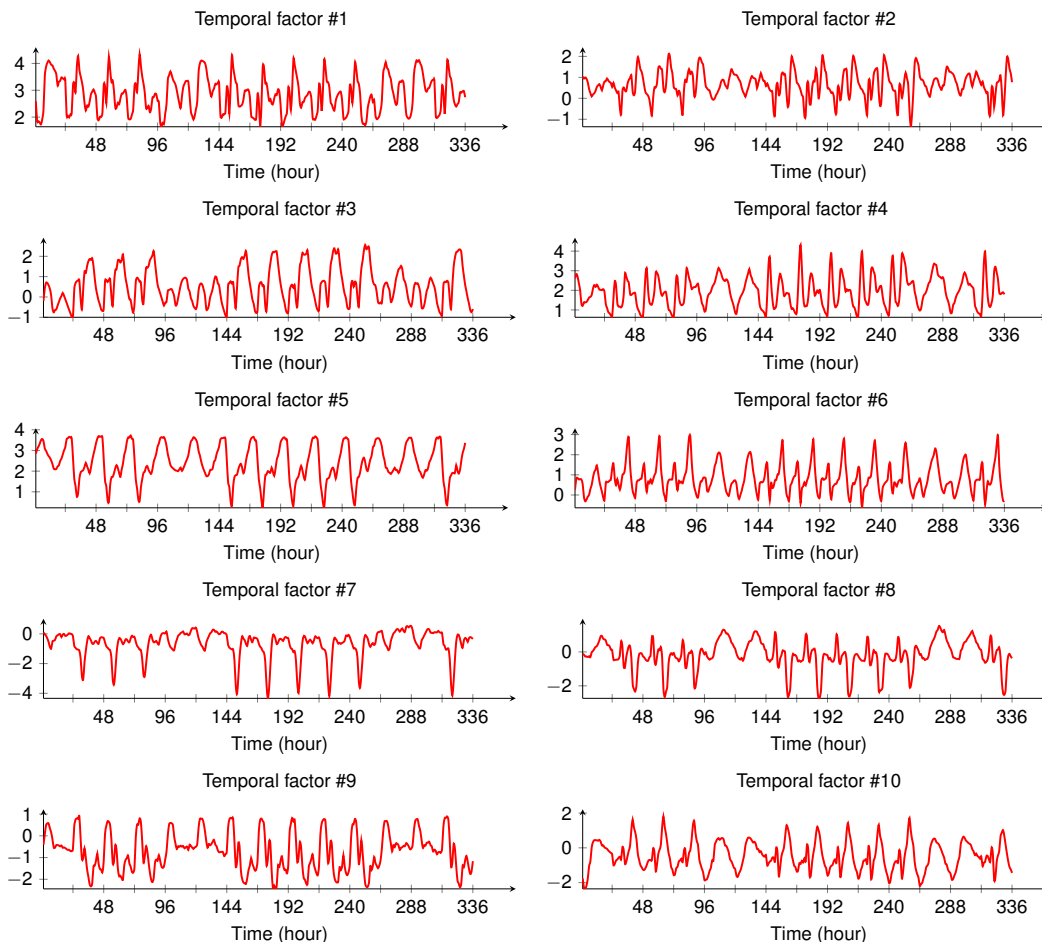 Temporal factor #1
4
3
2
48 96 144 192 240 288 336
Time (hour)
Temporal factor #2
2
1
0
−1
48 96 144 192 240 288 336
Time (hour)
Temporal factor #3
2
1
0
−1
48 96 144 192 240 288 336
Time (hour)
Temporal factor #4
4
3
2
1
48 96 144 192 240 288 336
Time (hour)
Temporal factor #5
4
3
2
1
48 96 144 192 240 288 336
Time (hour)
Temporal factor #6
3
2
1
0
48 96 144 192 240 288 336
Time (hour)
Temporal factor #7
0
−2
−4
48 96 144 192 240 288 336
Time (hour)
Temporal factor #8
0
−2
48 96 144 192 240 288 336
Time (hour)
Temporal factor #9
1
0
−1
−2
48 96 144 192 240 288 336
Time (hour)
Temporal factor #10
2
0
−2
48 96 144 192 240 288 336
Time (hour)